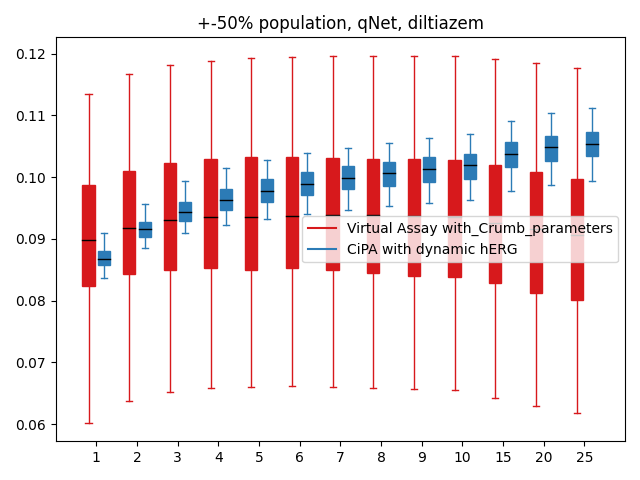 +-50% population, qNet, diltiazem
0.12
0.11
0.10
0.09
0.08
0.07
0.06
Virtual Assay with_Crumb_parameters
CiPA with dynamic hERG
1 2 3 4 5 6 7 8 9 10 15 20 25